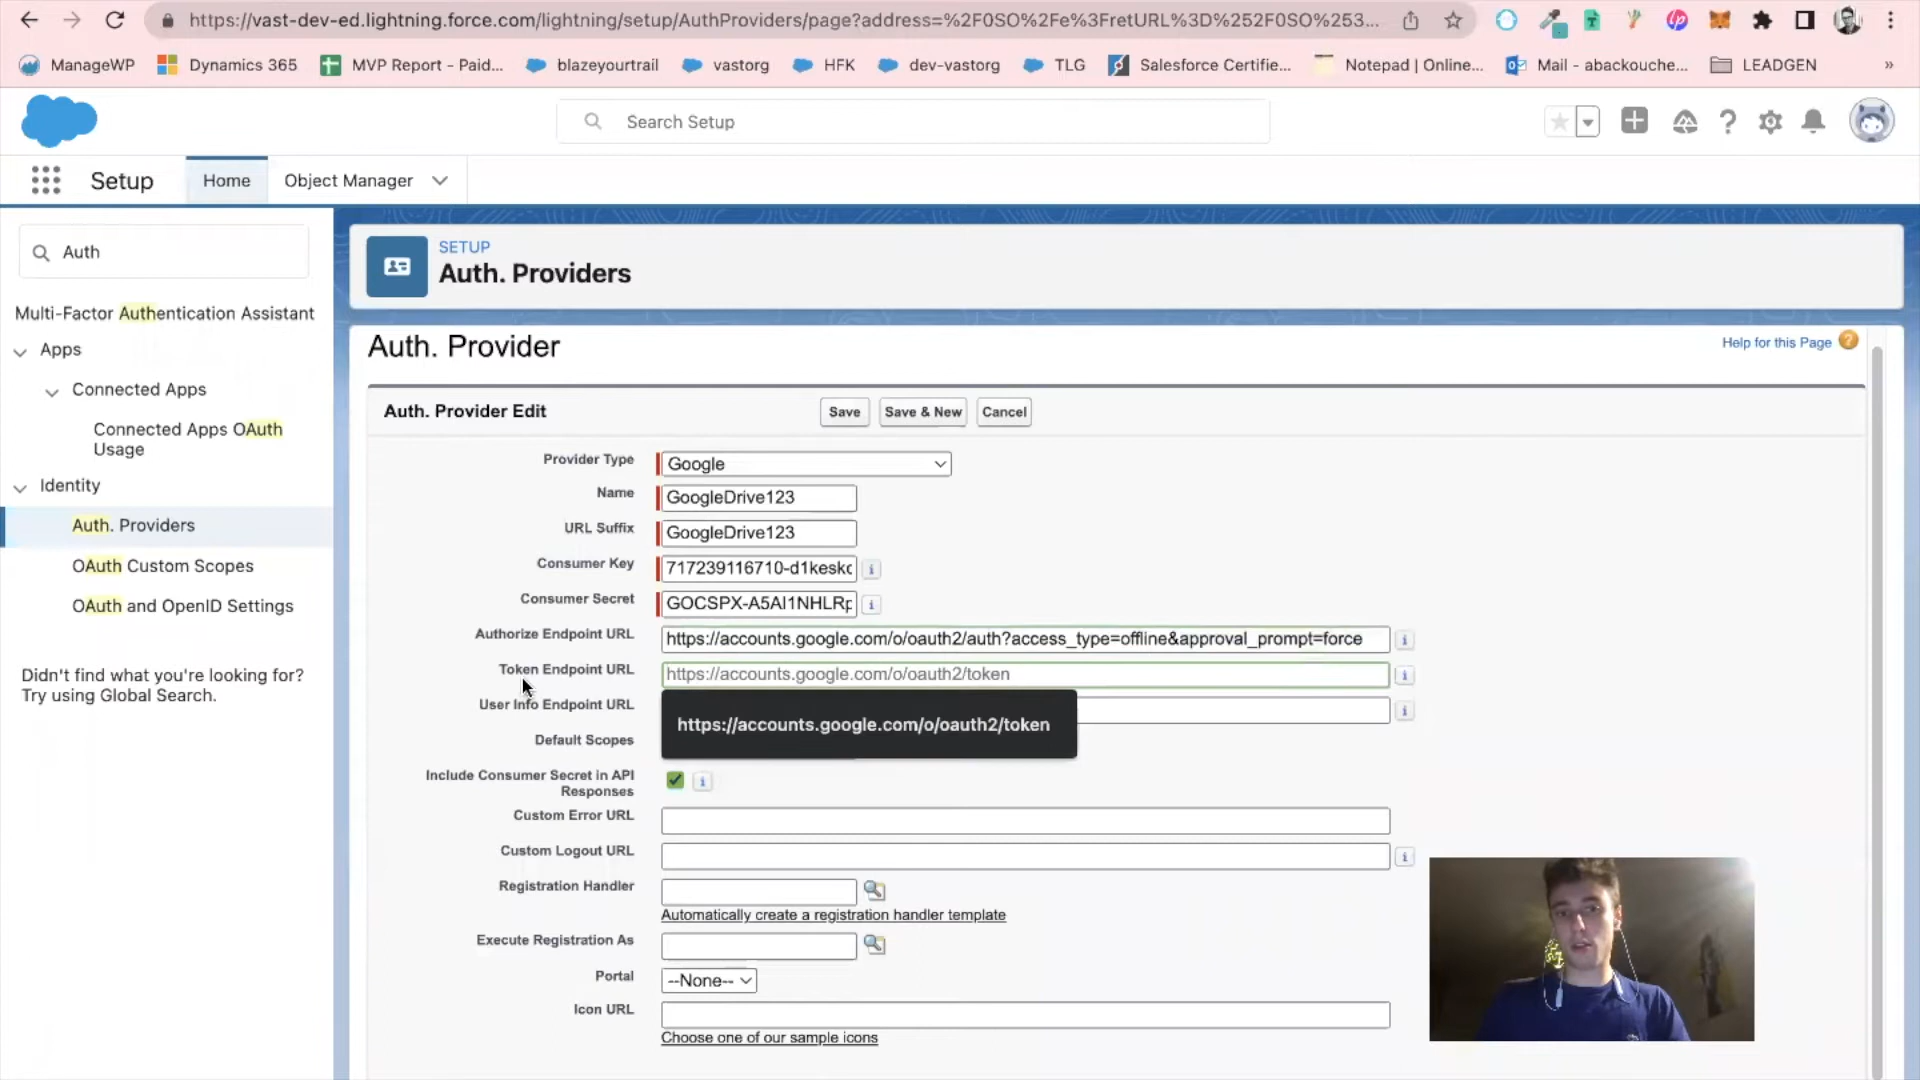 https://vast-dev-ed.lightning.force.com/lightning/setup/AuthProviders/page?address=%2F0SO%2Fe%3FretURL%3D%252F0SO%253...
ManageWP
Dynamics 365
MVP Report - Paid...
blazeyourtrail
vastorg
HFK
dev-vastorg
TLG
Salesforce Certifie...
Notepad | Online...
Mail - abackouche...
LEADGEN
»
Search Setup
Setup
Home
Object Manager
Auth
Multi-Factor Authentication Assistant
Apps
Connected Apps
Connected Apps OAuth
Usage
Identity
Auth. Providers
OAuth Custom Scopes
OAuth and OpenID Settings
Didn't find what you're looking for?
Try using Global Search.
SETUP
Auth. Providers
Auth. Provider
Help for this Page
Auth. Provider Edit
Save
Save & New
Cancel
Provider Type
Google
Name
GoogleDrive123
URL Suffix
GoogleDrive123
Consumer Key
717239116710-d1keskc
Consumer Secret
GOCSPX-A5AI1NHLRp
Authorize Endpoint URL
https://accounts.google.com/o/oauth2/auth?access_type=offline&approval_prompt=force
Token Endpoint URL
https://accounts.google.com/o/oauth2/token
User Info Endpoint URL
https://accounts.google.com/o/oauth2/token
Default Scopes
Include Consumer Secret in API
Responses
Custom Error URL
Custom Logout URL
Registration Handler
Automatically create a registration handler template
Execute Registration As
Portal
--None--
Icon URL
Choose one of our sample icons